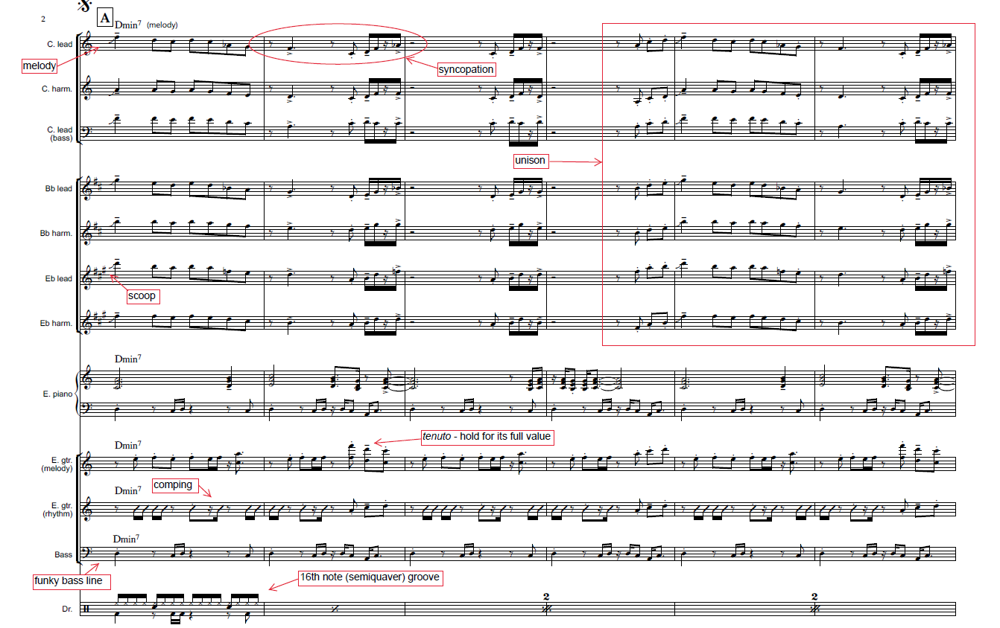 2
A
Dmin7 (melody)
C. lead
melody
syncopation
C. harm.
C. lead
(bass)
unison
Bb lead
Bb harm.
Eb lead
scoop
Eb harm.
Dmin7
E. piano
tenuto - hold for its full value
Dmin7
E. gtr.
(melody)
comping
Dmin7
E. gtr.
(rhythm)
Dmin7
Bass
funky bass line
16th note (semiquaver) groove
2
2
Dr.